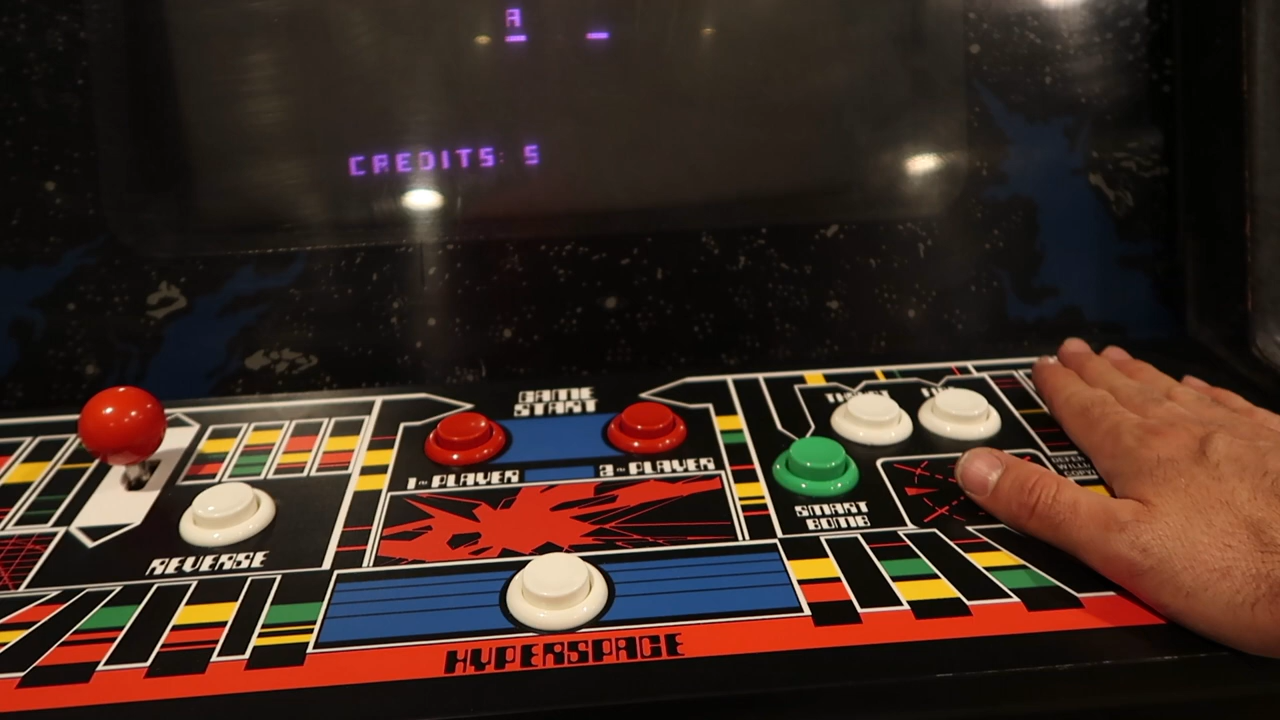 A
CREDITS: 5
GAME
START
1ST PLAYER
2ND PLAYER
SMART
BOMB
REVERSE
HYPERSPACE